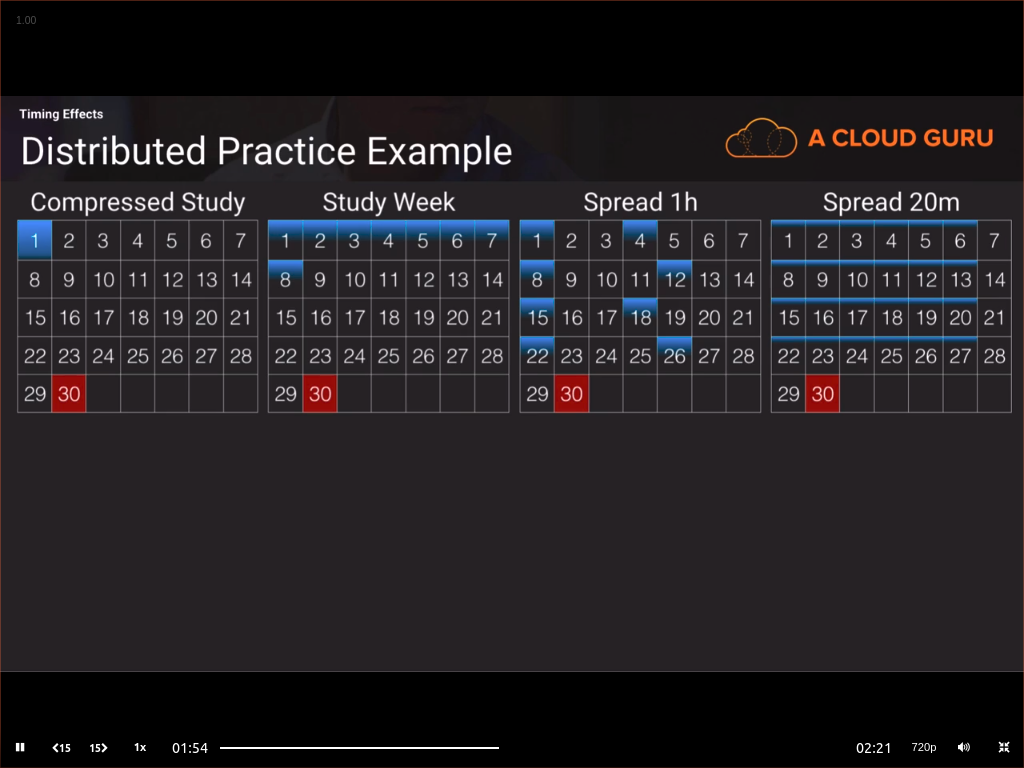 1.00
Timing Effects
Distributed Practice Example
A CLOUD GURU
Compressed Study
1 2 3 4 5 6 7
8 9 10 11 12 13 14
15 16 17 18 19 20 21
22 23 24 25 26 27 28
29 30
Study Week
1 2 3 4 5 6 7
8 9 10 11 12 13 14
15 16 17 18 19 20 21
22 23 24 25 26 27 28
29 30
Spread 1h
1 2 3 4 5 6 7
8 9 10 11 12 13 14
15 16 17 18 19 20 21
22 23 24 25 26 27 28
29 30
Spread 20m
1 2 3 4 5 6 7
8 9 10 11 12 13 14
15 16 17 18 19 20 21
22 23 24 25 26 27 28
29 30
15 15 1x 01:54 02:21 720p